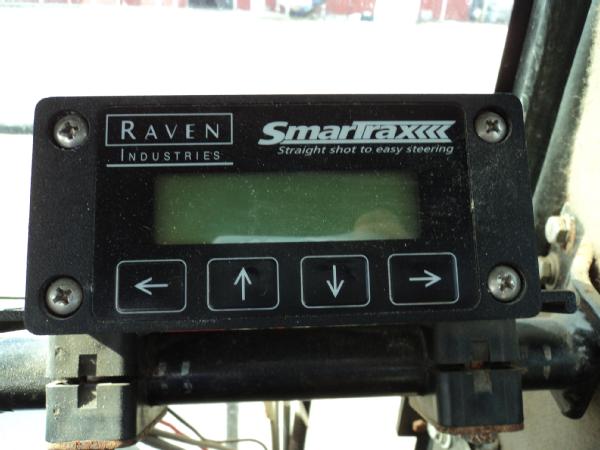 RAVEN
INDUSTRIES
SmarTrax
Straight shot to easy steering
← ↑ ↓ →